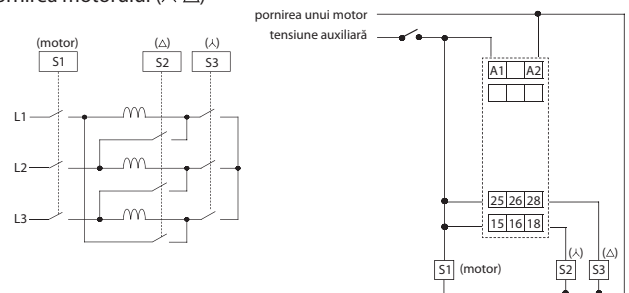 ornirea motorului (⅄-△)
(motor) (△) (⅄)
S1 S2 S3
L1
L2
L3
pornirea unui motor
tensiune auxiliară
A1 A2
25 26 28
15 16 18
(⅄) (△)
S1 (motor) S2 S3